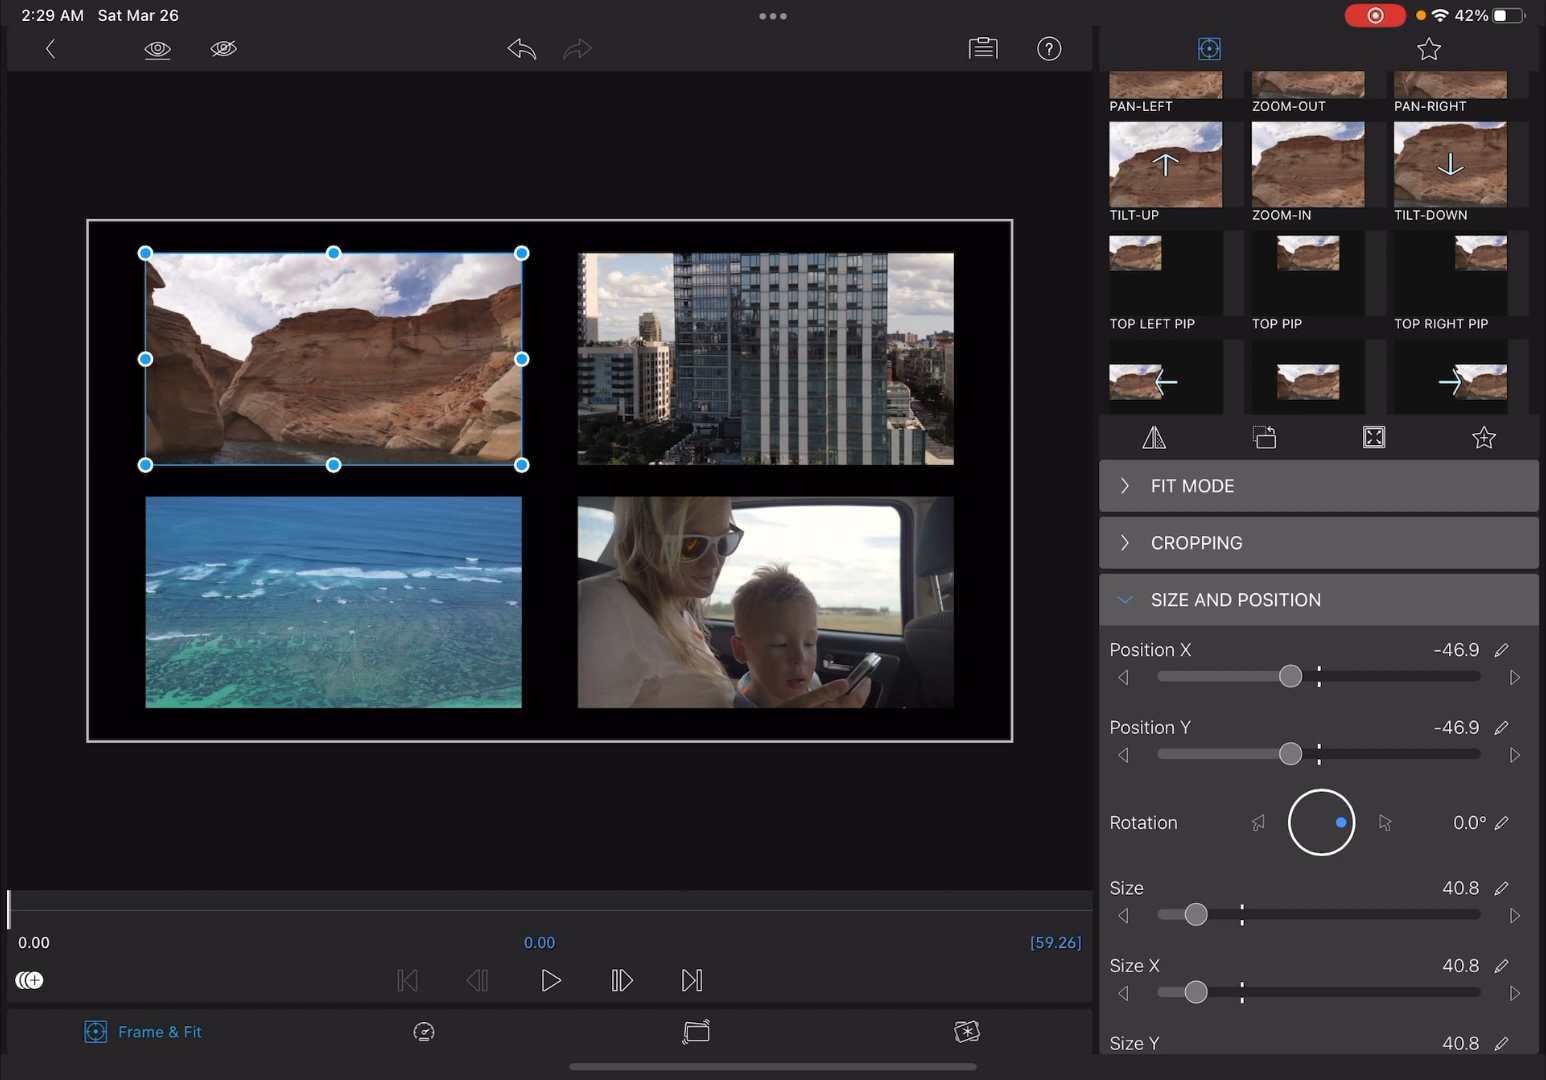 2:29 AM Sat Mar 26
42%
PAN-LEFT ZOOM-OUT PAN-RIGHT
TILT-UP ZOOM-IN TILT-DOWN
TOP LEFT PIP TOP PIP TOP RIGHT PIP
FIT MODE
CROPPING
SIZE AND POSITION
Position X -46.9
Position Y -46.9
Rotation 0.0°
Size 40.8
Size X 40.8
Size Y 40.8
0.00 0.00 [59.26]
Frame & Fit